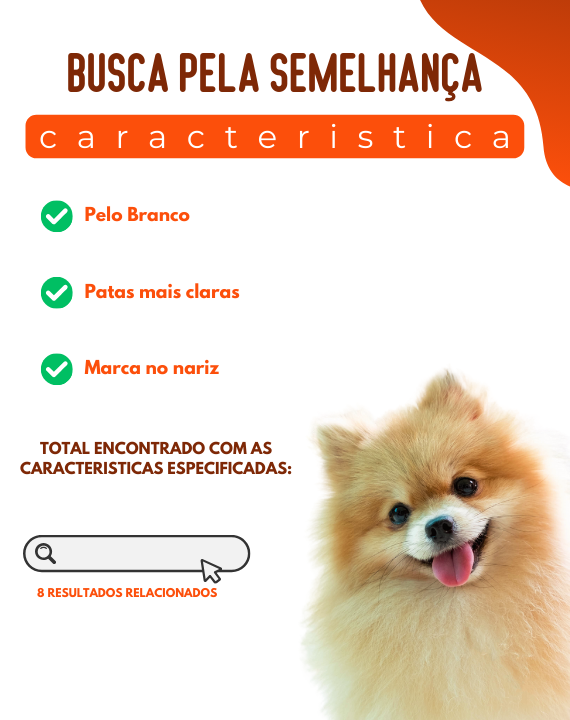 BUSCA PELA SEMELHANÇA
caracteristica
Pelo Branco
Patas mais claras
Marca no nariz
TOTAL ENCONTRADO COM AS
CARACTERISTICAS ESPECIFICADAS:
8 RESULTADOS RELACIONADOS